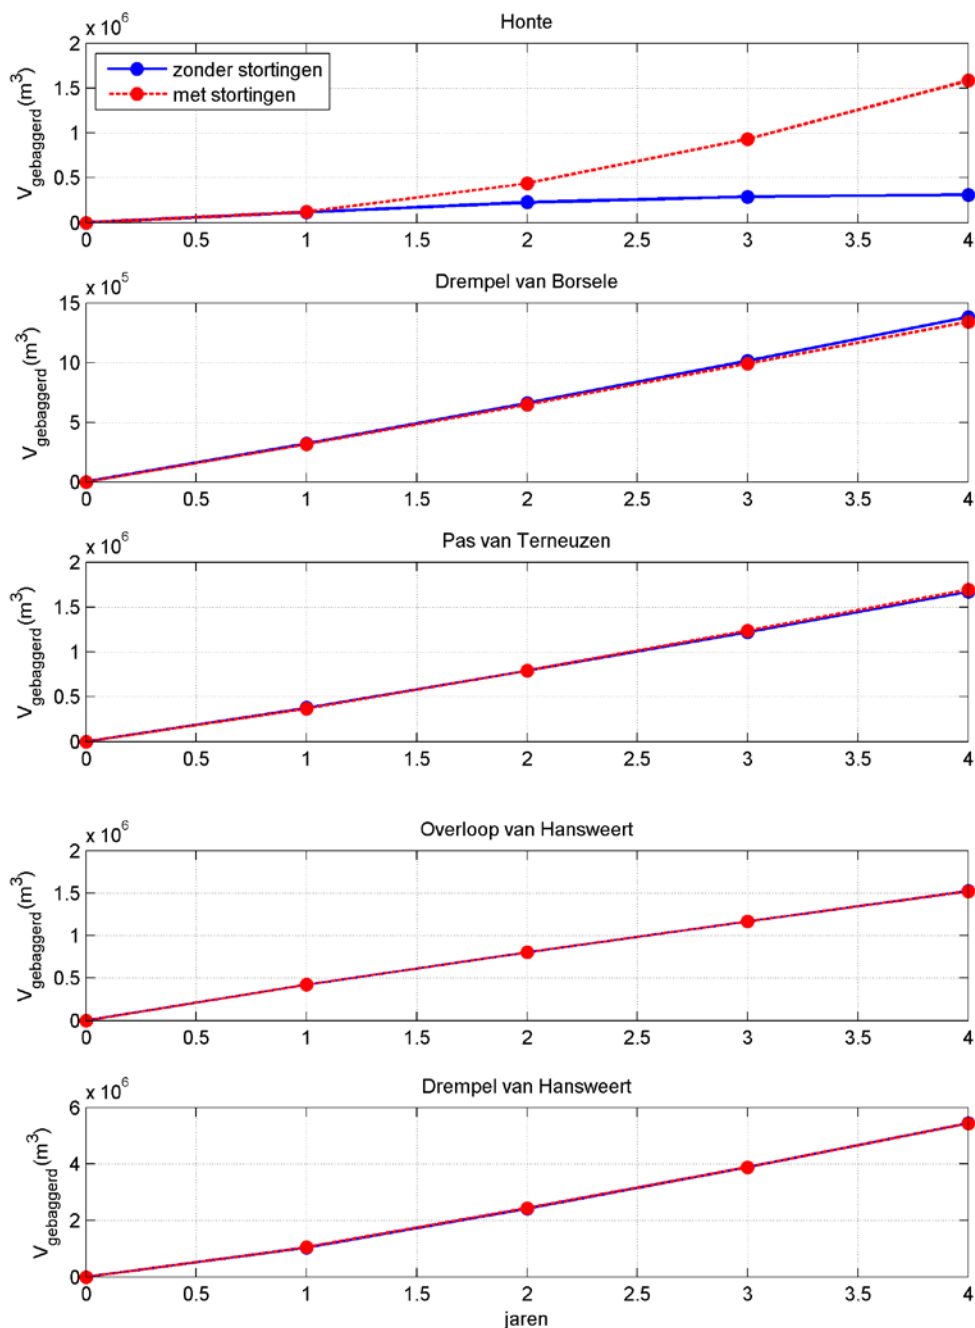 Honte
x 10^6
V_gebaggerd (m^3)
2
1.5
1
0.5
0
zonder stortingen
met stortingen
0 0.5 1 1.5 2 2.5 3 3.5 4
Drempel van Borsele
x 10^5
V_gebaggerd (m^3)
15
10
5
0
0 0.5 1 1.5 2 2.5 3 3.5 4
Pas van Terneuzen
x 10^6
V_gebaggerd (m^3)
2
1.5
1
0.5
0
0 0.5 1 1.5 2 2.5 3 3.5 4
Overloop van Hansweert
x 10^6
V_gebaggerd (m^3)
2
1.5
1
0.5
0
0 0.5 1 1.5 2 2.5 3 3.5 4
Drempel van Hansweert
x 10^6
V_gebaggerd (m^3)
6
4
2
0
0 0.5 1 1.5 2 2.5 3 3.5 4
jaren